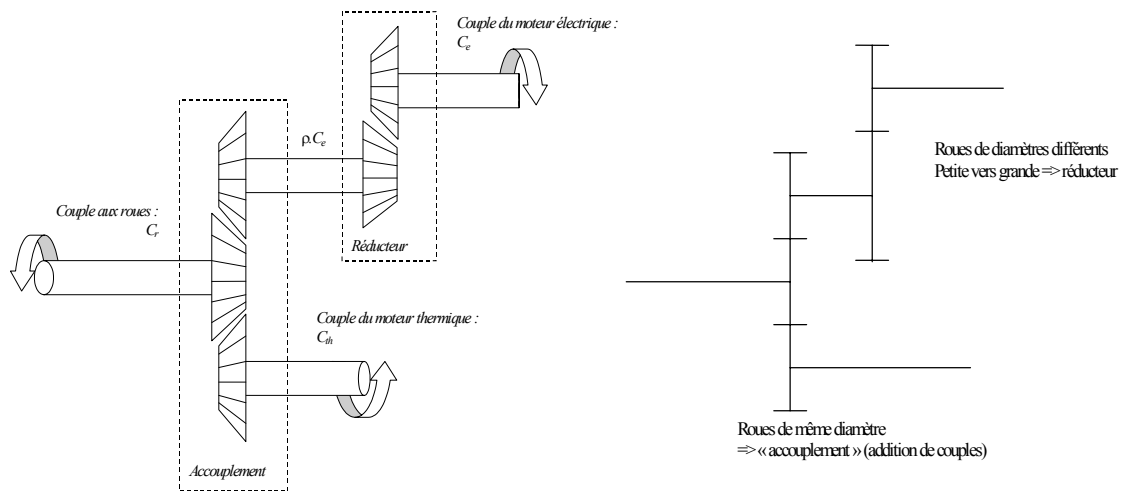 Couple du moteur électrique :
Cₑ
ρ.Cₑ
Couple aux roues :
Cᵣ
Réducteur
Couple du moteur thermique :
Cₜₕ
Accouplement
Roues de diamètres différents
Petite vers grande => réducteur
Roues de même diamètre
=> « accouplement » (addition de couples)